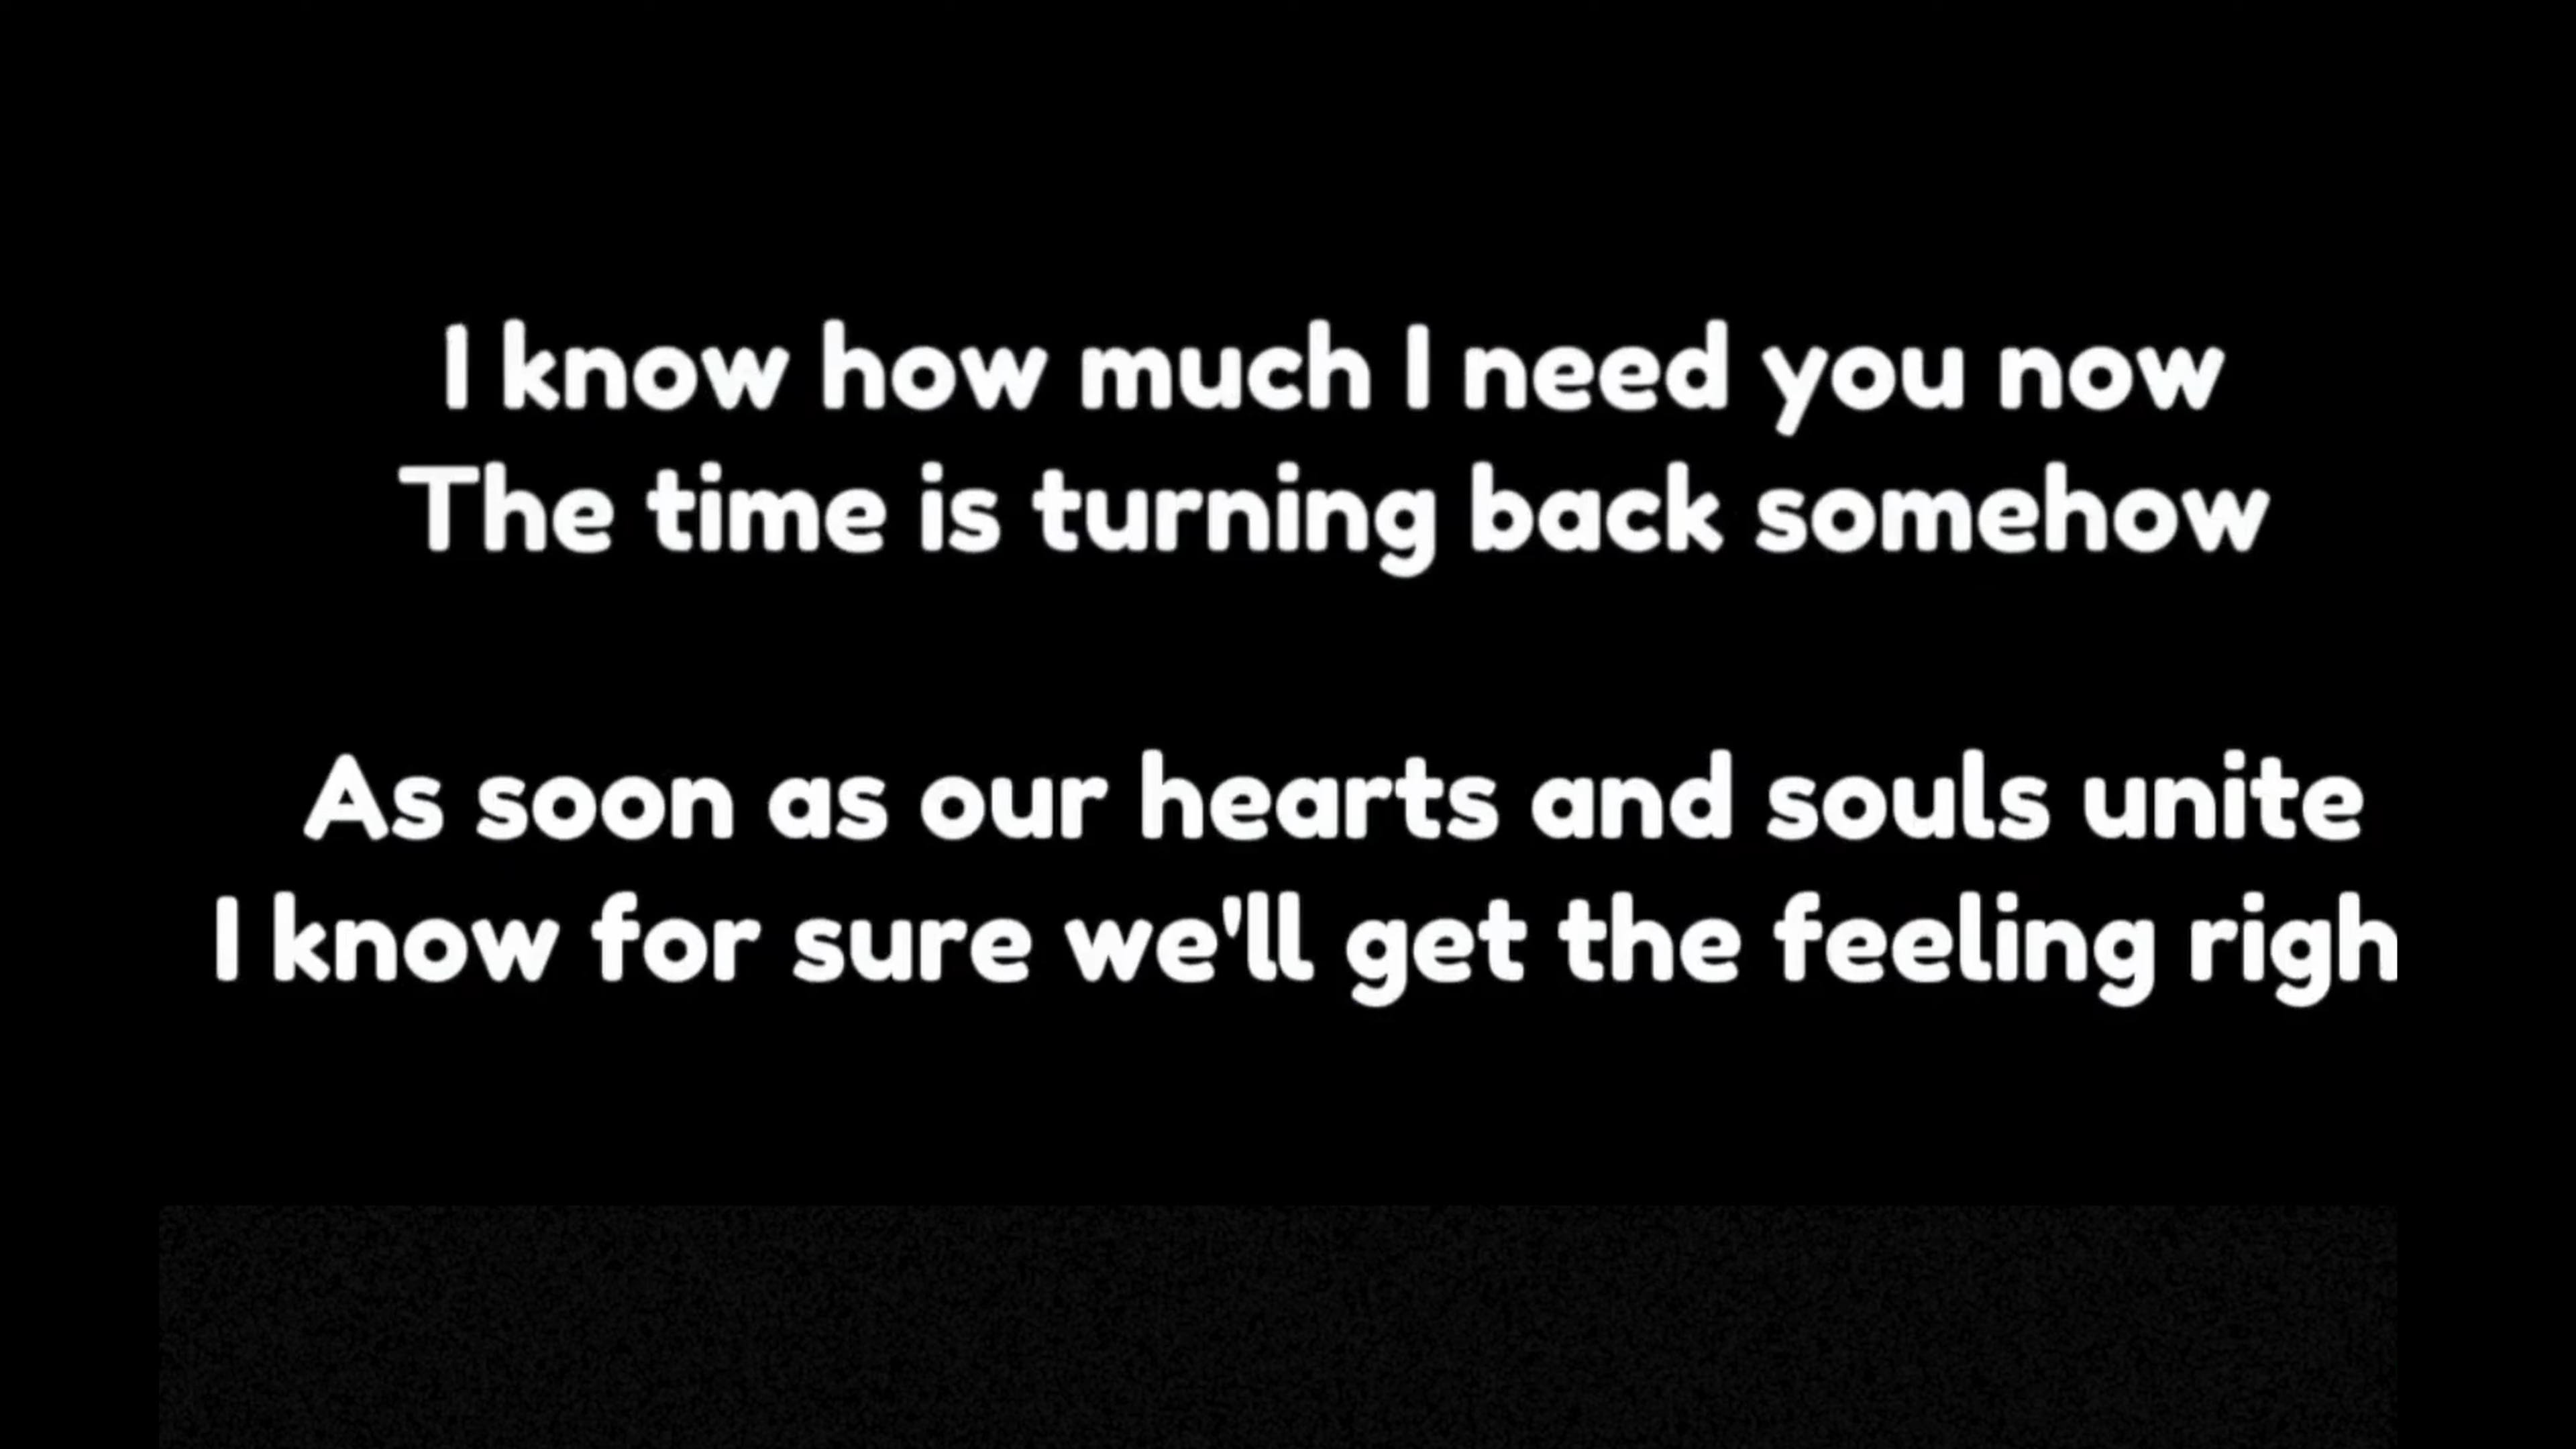 I know how much I need you now
The time is turning back somehow
As soon as our hearts and souls unite
I know for sure we'll get the feeling righ